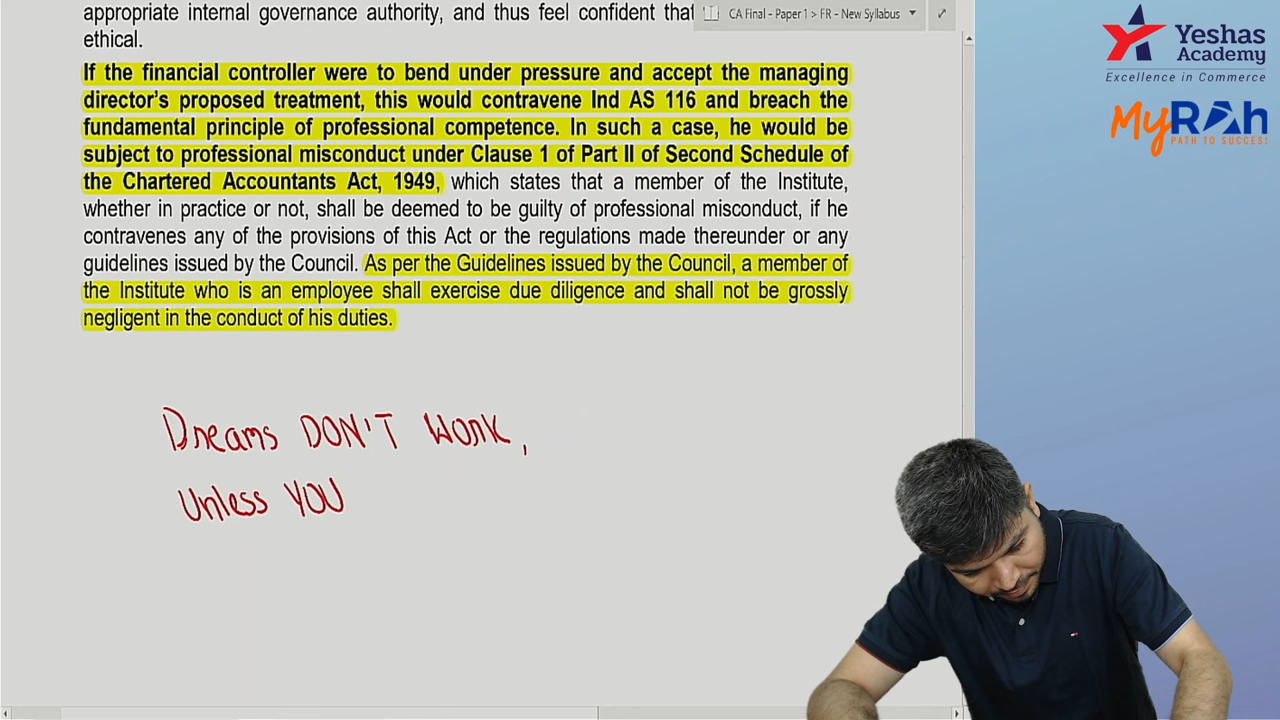 appropriate internal governance authority, and thus feel confident that
CA Final - Paper 1 > FR - New Syllabus
ethical.
If the financial controller were to bend under pressure and accept the managing
director's proposed treatment, this would contravene Ind AS 116 and breach the
fundamental principle of professional competence. In such a case, he would be
subject to professional misconduct under Clause 1 of Part II of Second Schedule of
the Chartered Accountants Act, 1949, which states that a member of the Institute,
whether in practice or not, shall be deemed to be guilty of professional misconduct, if he
contravenes any of the provisions of this Act or the regulations made thereunder or any
guidelines issued by the Council. As per the Guidelines issued by the Council, a member of
the Institute who is an employee shall exercise due diligence and shall not be grossly
negligent in the conduct of his duties.
Dreams DON'T WORK,
Unless YOU
Yeshas
Academy
Excellence in Commerce
MyRAh
PATH TO SUCCESS